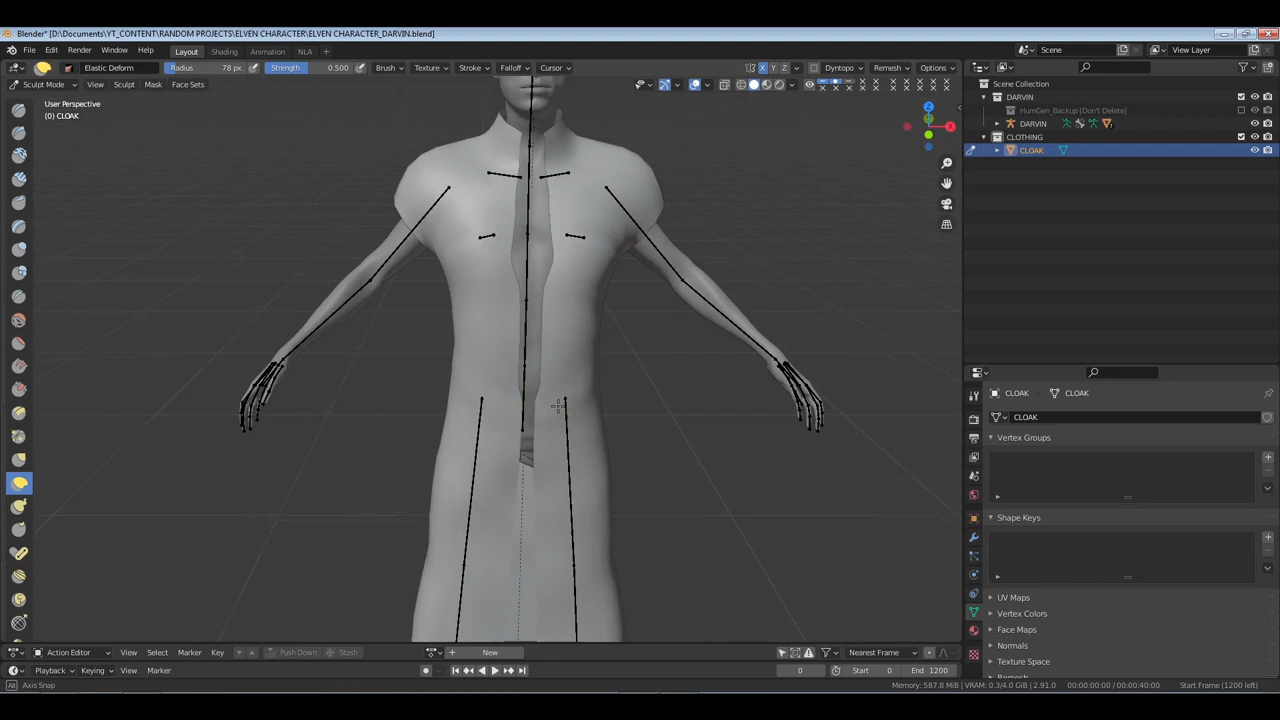 Blender* [D:\Documents\YT_CONTENT\RANDOM PROJECTS\ELVEN CHARACTER\ELVEN CHARACTER_DARVIN.blend]
File Edit Render Window Help Layout Shading Animation NLA Scene View Layer
Elastic Deform Radius 78 px Strength 0.500 Brush Texture Stroke Falloff Cursor X Y Z Dyntopo Remesh Options
Sculpt Mode View Sculpt Mask Face Sets
Scene Collection
User Perspective
(0) CLOAK
DARVIN
HumGen_Backup [Don't Delete]
DARVIN
CLOTHING
CLOAK
Z
X
CLOAK CLOAK
CLOAK
Vertex Groups
Shape Keys
UV Maps
Vertex Colors
Face Maps
Normals
Texture Space
Remesh
Action Editor View Select Marker Key Push Down Stash New Nearest Frame
Playback Keying View Marker 0 Start 0 End 1200
Axis Snap Memory: 587.8 MiB | VRAM: 0.3/4.0 GiB | 2.91.0 00:00:00:00 / 00:00:40:00 Start Frame (1200 left)